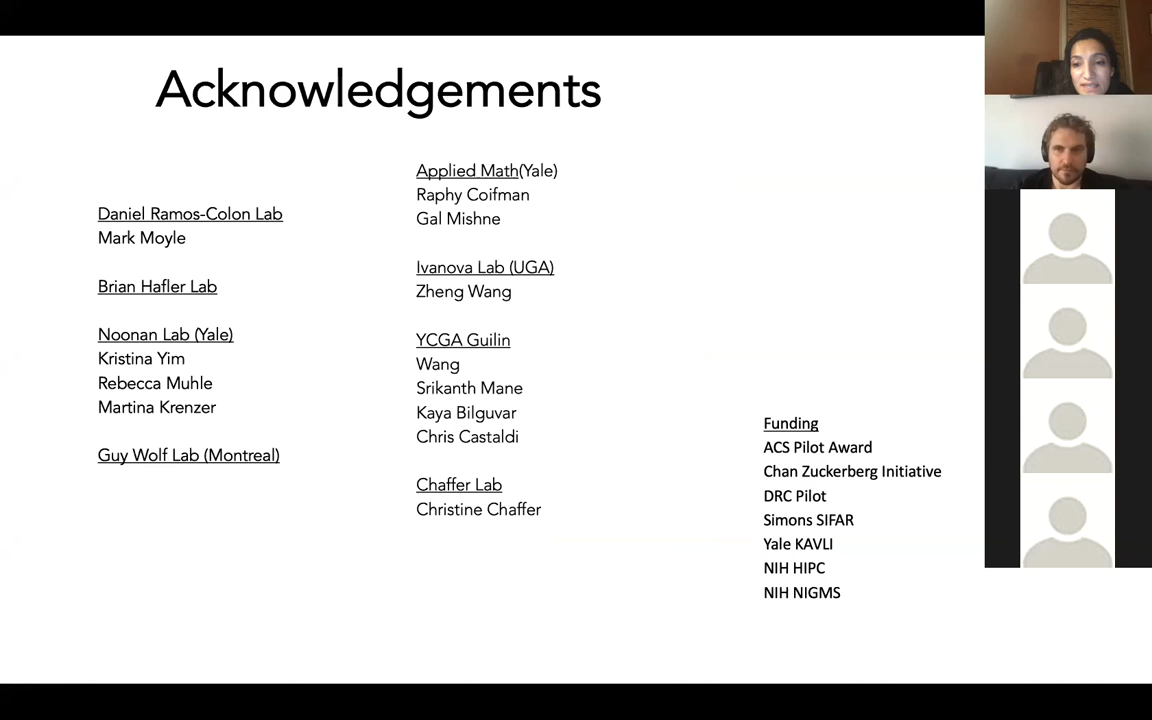 Acknowledgements
Daniel Ramos-Colon Lab
Mark Moyle
Brian Hafler Lab
Noonan Lab (Yale)
Kristina Yim
Rebecca Muhle
Martina Krenzer
Guy Wolf Lab (Montreal)
Applied Math(Yale)
Raphy Coifman
Gal Mishne
Ivanova Lab (UGA)
Zheng Wang
YCGA Guilin
Wang
Srikanth Mane
Kaya Bilguvar
Chris Castaldi
Chaffer Lab
Christine Chaffer
Funding
ACS Pilot Award
Chan Zuckerberg Initiative
DRC Pilot
Simons SIFAR
Yale KAVLI
NIH HIPC
NIH NIGMS